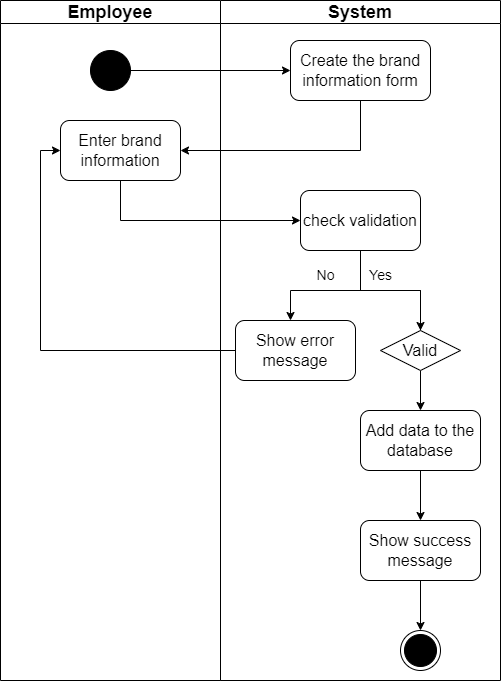 Employee
System
Create the brand
information form
Enter brand
information
check validation
No
Yes
Show error
message
Valid
Add data to the
database
Show success
message